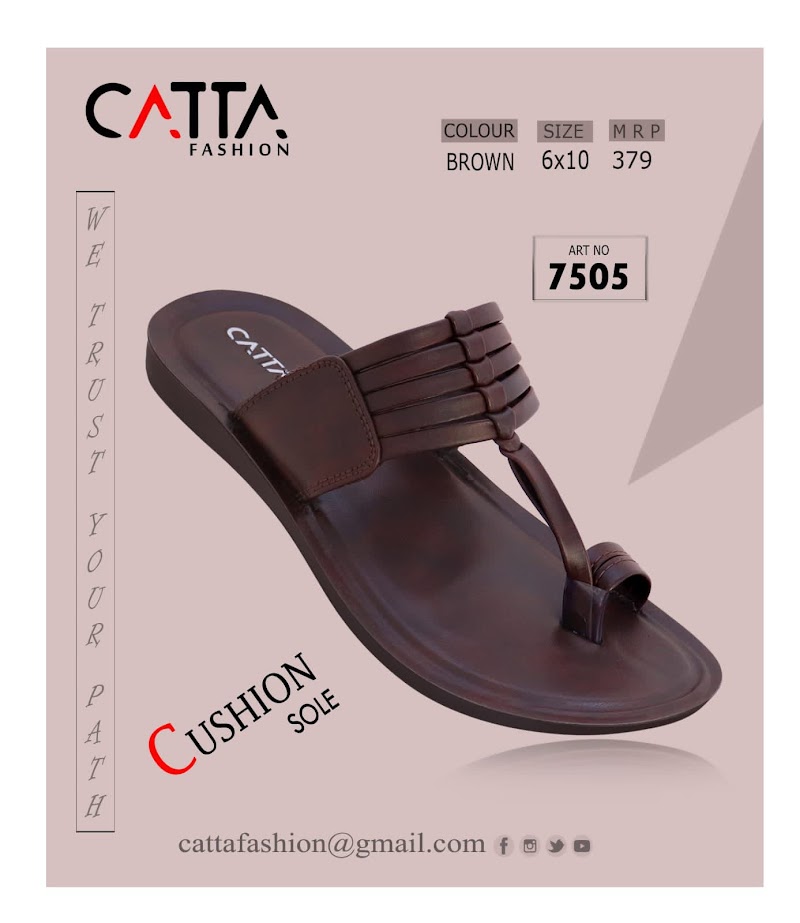 CATTA
FASHION
COLOUR SIZE M R P
BROWN 6x10 379
ART NO
7505
WE TRUST YOUR PATH
CATTA
CUSHION
SOLE
cattafashion@gmail.com